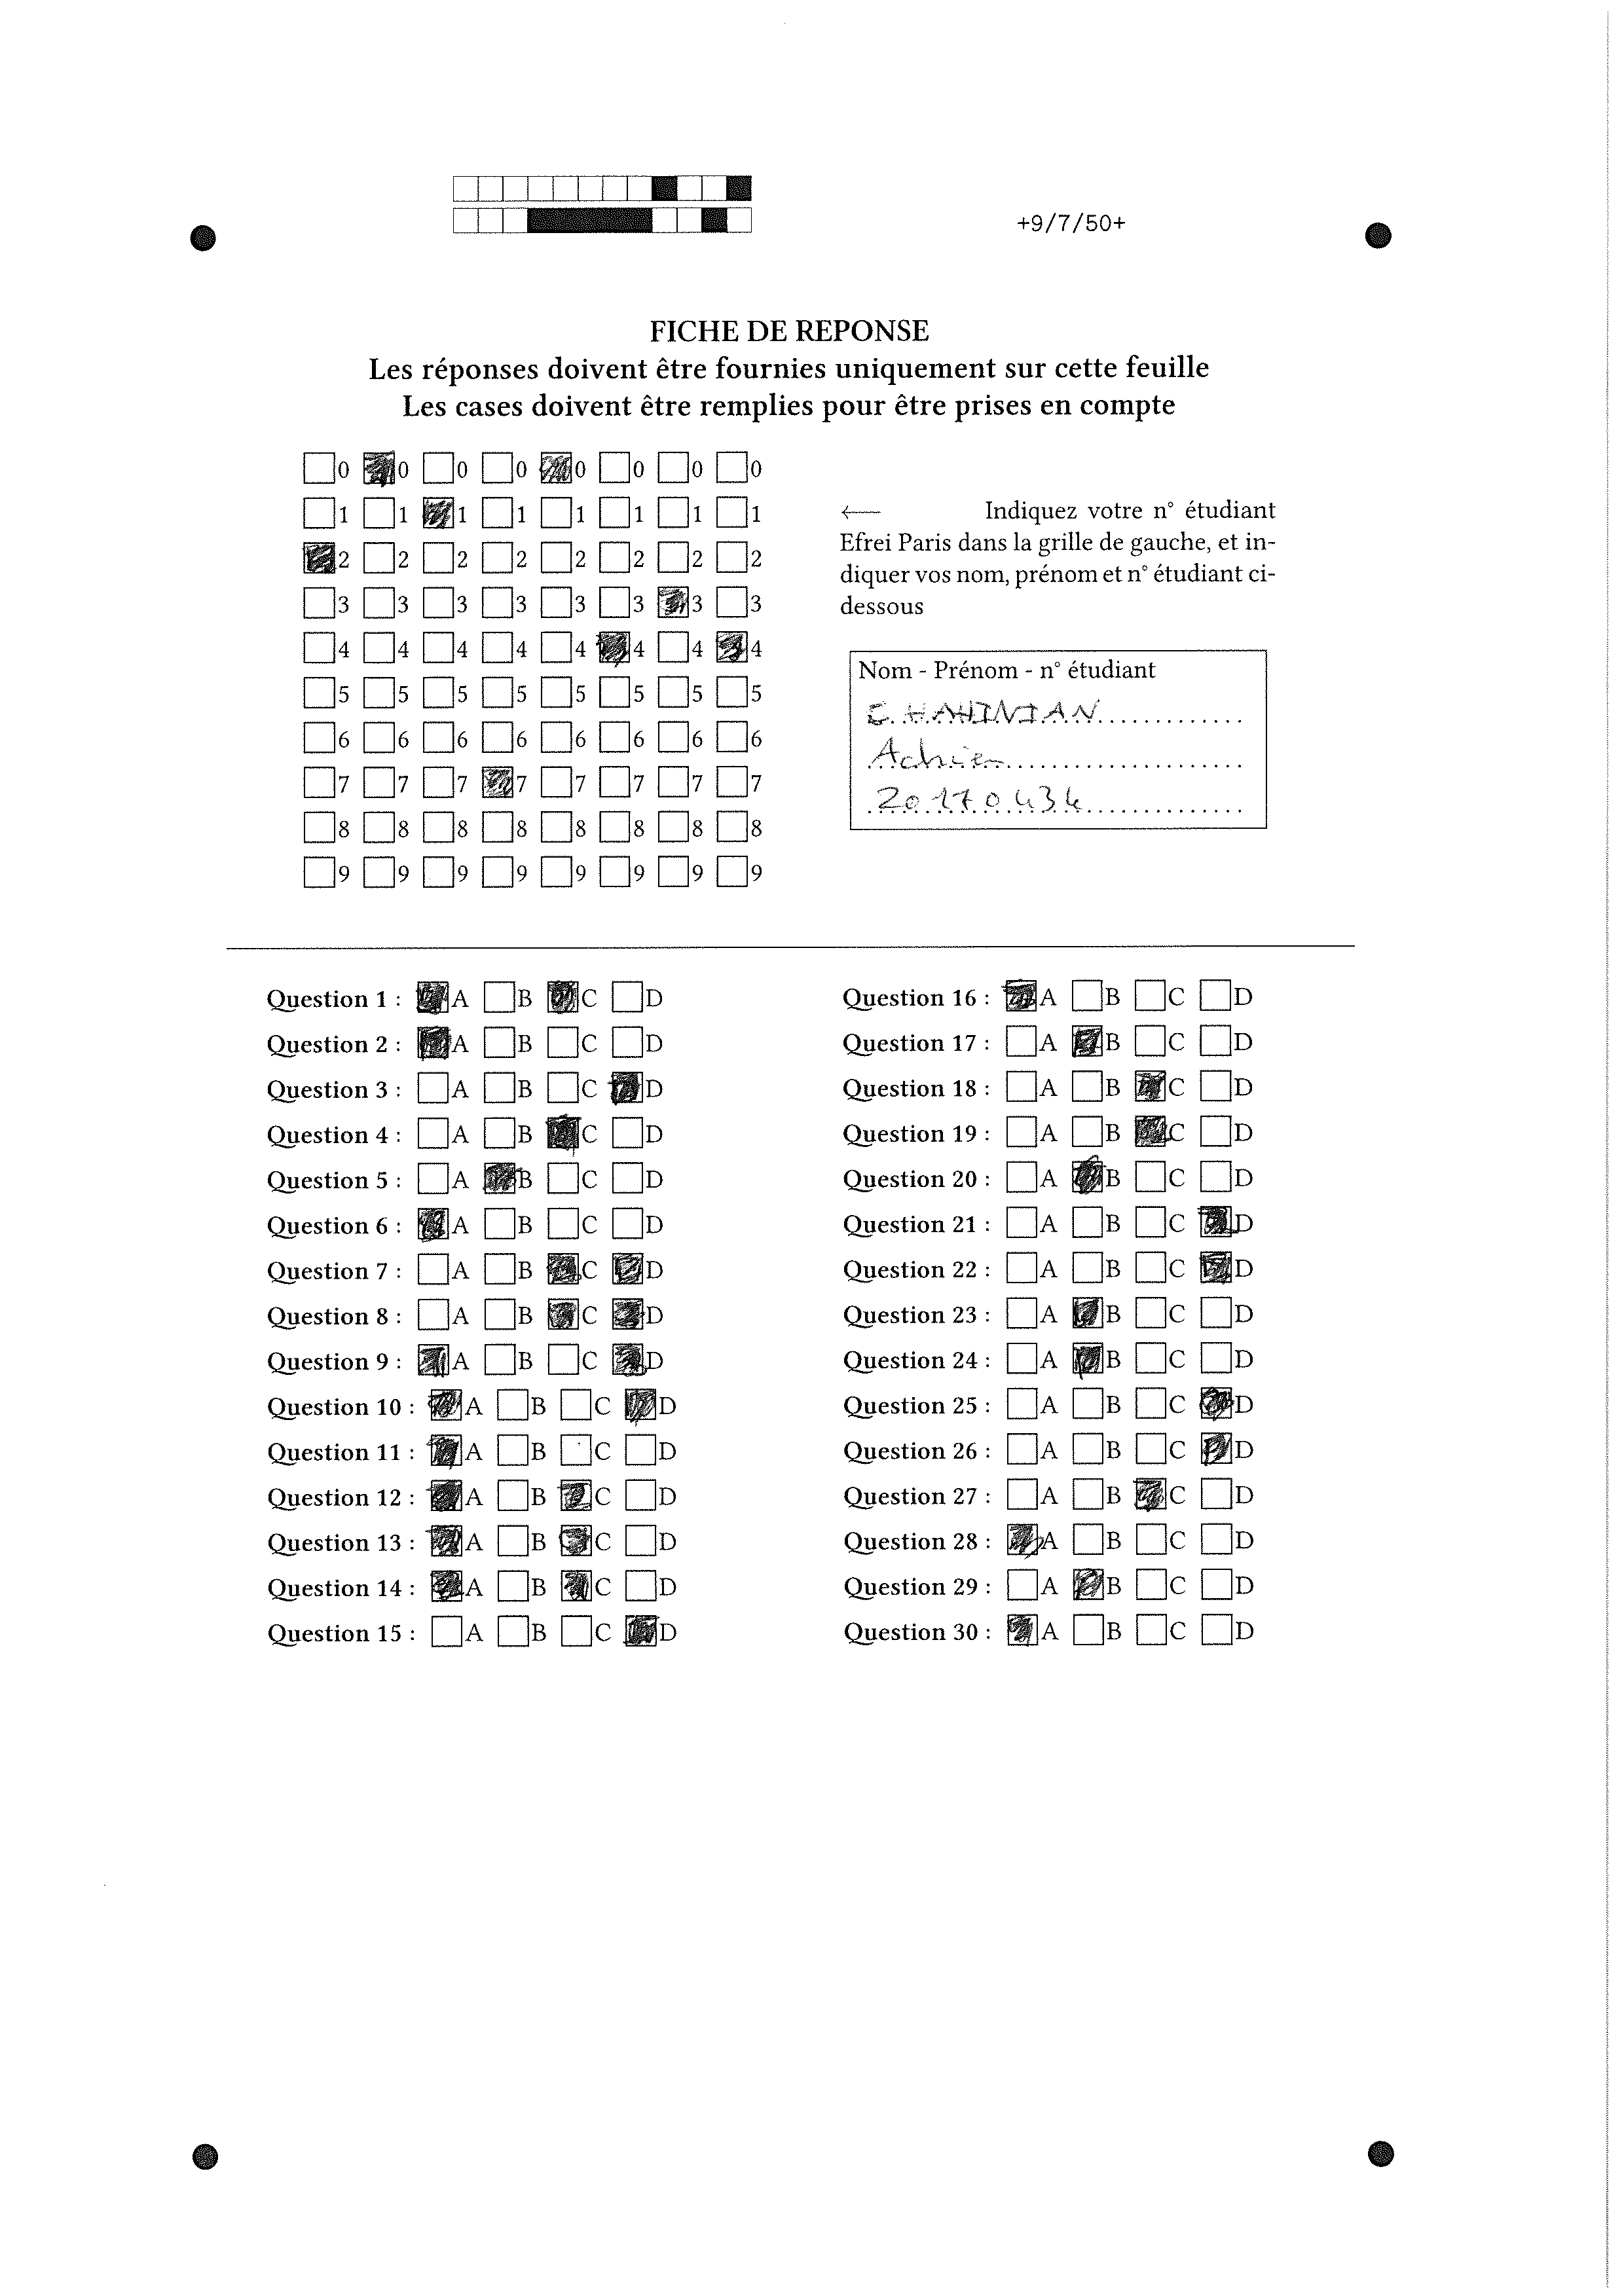 +9/7/50+
FICHE DE REPONSE
Les réponses doivent être fournies uniquement sur cette feuille
Les cases doivent être remplies pour être prises en compte
0 0 0 0 0 0 0 0
1 1 1 1 1 1 1 1
2 2 2 2 2 2 2 2
3 3 3 3 3 3 3 3
4 4 4 4 4 4 4 4
5 5 5 5 5 5 5 5
6 6 6 6 6 6 6 6
7 7 7 7 7 7 7 7
8 8 8 8 8 8 8 8
9 9 9 9 9 9 9 9
← Indiquez votre n° étudiant
Efrei Paris dans la grille de gauche, et in-
diquer vos nom, prénom et n° étudiant ci-
dessous
Nom - Prénom - n° étudiant
CHAHINIAN
Adrien
20170434
Question 1 : A B C D
Question 2 : A B C D
Question 3 : A B C D
Question 4 : A B C D
Question 5 : A B C D
Question 6 : A B C D
Question 7 : A B C D
Question 8 : A B C D
Question 9 : A B C D
Question 10 : A B C D
Question 11 : A B C D
Question 12 : A B C D
Question 13 : A B C D
Question 14 : A B C D
Question 15 : A B C D
Question 16 : A B C D
Question 17 : A B C D
Question 18 : A B C D
Question 19 : A B C D
Question 20 : A B C D
Question 21 : A B C D
Question 22 : A B C D
Question 23 : A B C D
Question 24 : A B C D
Question 25 : A B C D
Question 26 : A B C D
Question 27 : A B C D
Question 28 : A B C D
Question 29 : A B C D
Question 30 : A B C D